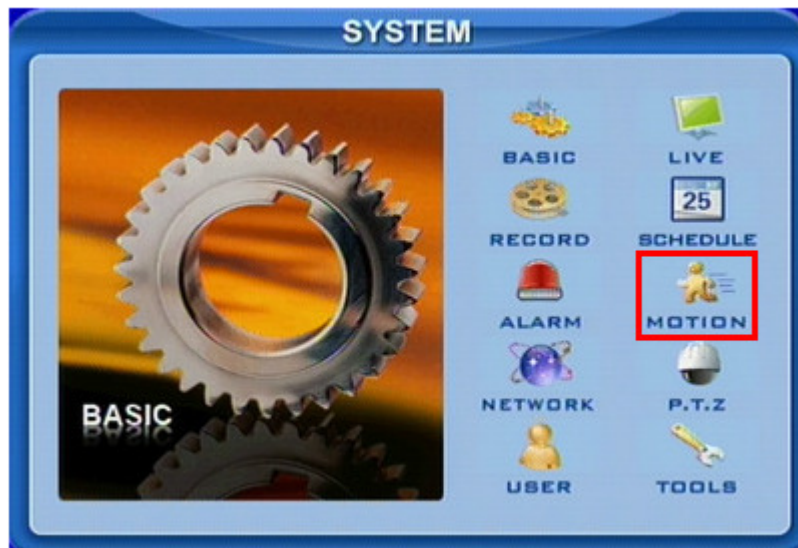 SYSTEM
BASIC
BASIC LIVE
RECORD 25 SCHEDULE
ALARM MOTION
NETWORK P.T.Z
USER TOOLS